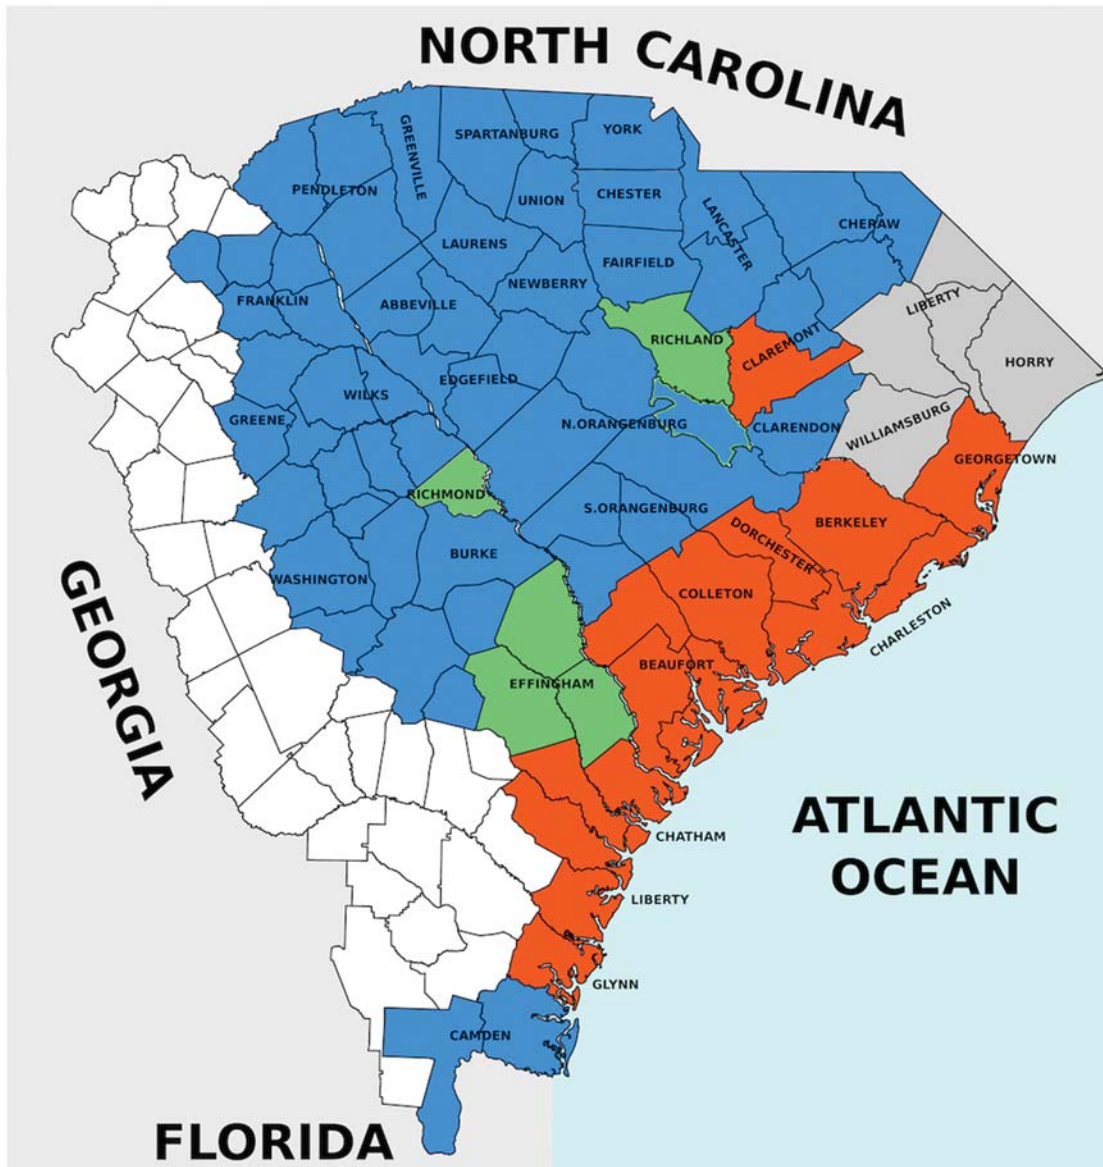 NORTH CAROLINA
GREENVILLE
SPARTANBURG
YORK
PENDLETON
UNION
CHESTER
LANCASTER
CHERAW
LAURENS
FAIRFIELD
NEWBERRY
FRANKLIN
ABBEVILLE
LIBERTY
RICHLAND
CLAREMONT
HORRY
EDGEFIELD
WILKS
GREENE
N.ORANGENBURG
CLARENDON
WILLIAMSBURG
GEORGETOWN
RICHMOND
S.ORANGENBURG
BERKELEY
DORCHESTER
BURKE
WASHINGTON
COLLETON
CHARLESTON
GEORGIA
BEAUFORT
EFFINGHAM
ATLANTIC
OCEAN
CHATHAM
LIBERTY
GLYNN
CAMDEN
FLORIDA